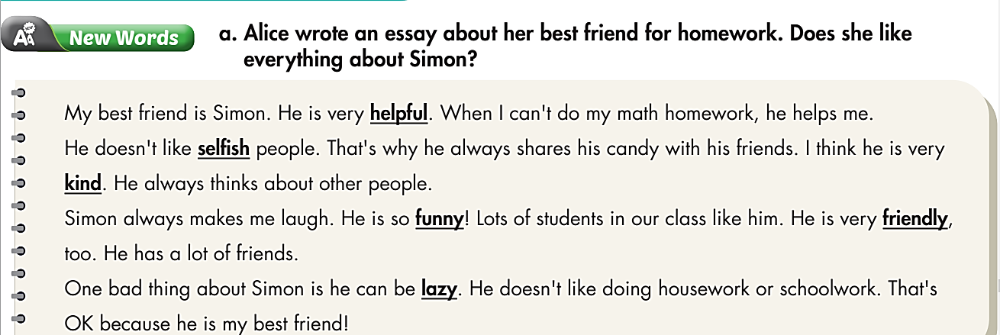 New Words
a. Alice wrote an essay about her best friend for homework. Does she like
everything about Simon?
My best friend is Simon. He is very helpful. When I can't do my math homework, he helps me.
He doesn't like selfish people. That's why he always shares his candy with his friends. I think he is very
kind. He always thinks about other people.
Simon always makes me laugh. He is so funny! Lots of students in our class like him. He is very friendly,
too. He has a lot of friends.
One bad thing about Simon is he can be lazy. He doesn't like doing housework or schoolwork. That's
OK because he is my best friend!